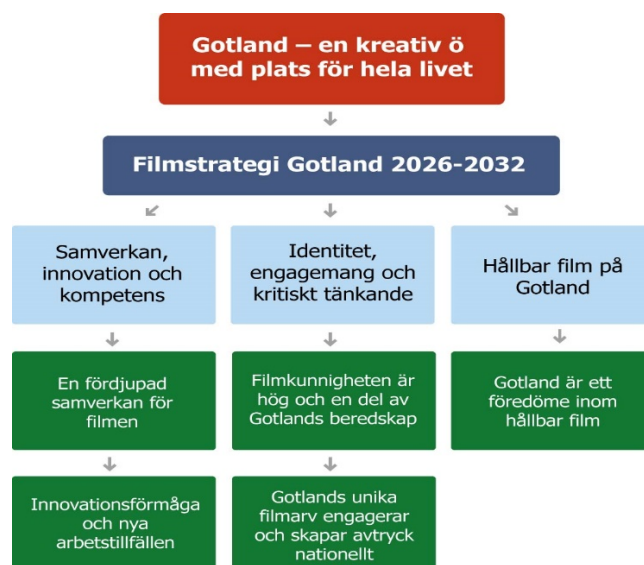 Gotland – en kreativ ö
med plats för hela livet
Filmstrategi Gotland 2026-2032
Samverkan,
innovation och
kompetens
Identitet,
engagemang och
kritiskt tänkande
Hållbar film på
Gotland
En fördjupad
samverkan för
filmen
Filmkunnigheten är
hög och en del av
Gotlands beredskap
Gotland är ett
föredöme inom
hållbar film
Innovationsförmåga
och nya
arbetstillfällen
Gotlands unika
filmarv engagerar
och skapar avtryck
nationellt